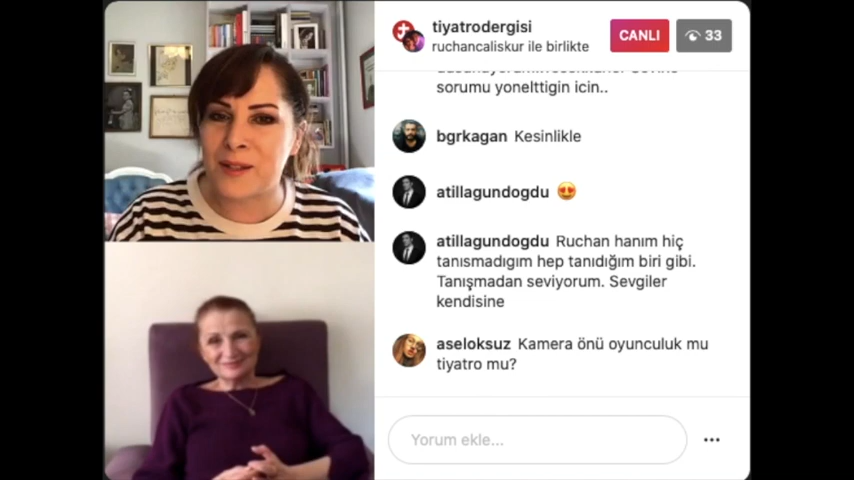 tiyatrodergisi
ruchancaliskur ile birlikte
CANLI
33
sorumu yonelttigin icin..
bgrkagan Kesinlikle
atillagundogdu 😍
atillagundogdu Ruchan hanım hiç
tanısmadıgım hep tanıdığım biri gibi.
Tanışmadan seviyorum. Sevgiler
kendisine
aseloksuz Kamera önü oyunculuk mu
tiyatro mu?
Yorum ekle...